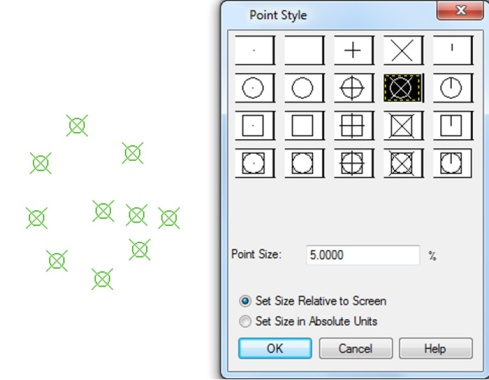 Point Style
Point Size: 5.0000 %
Set Size Relative to Screen
Set Size in Absolute Units
OK Cancel Help